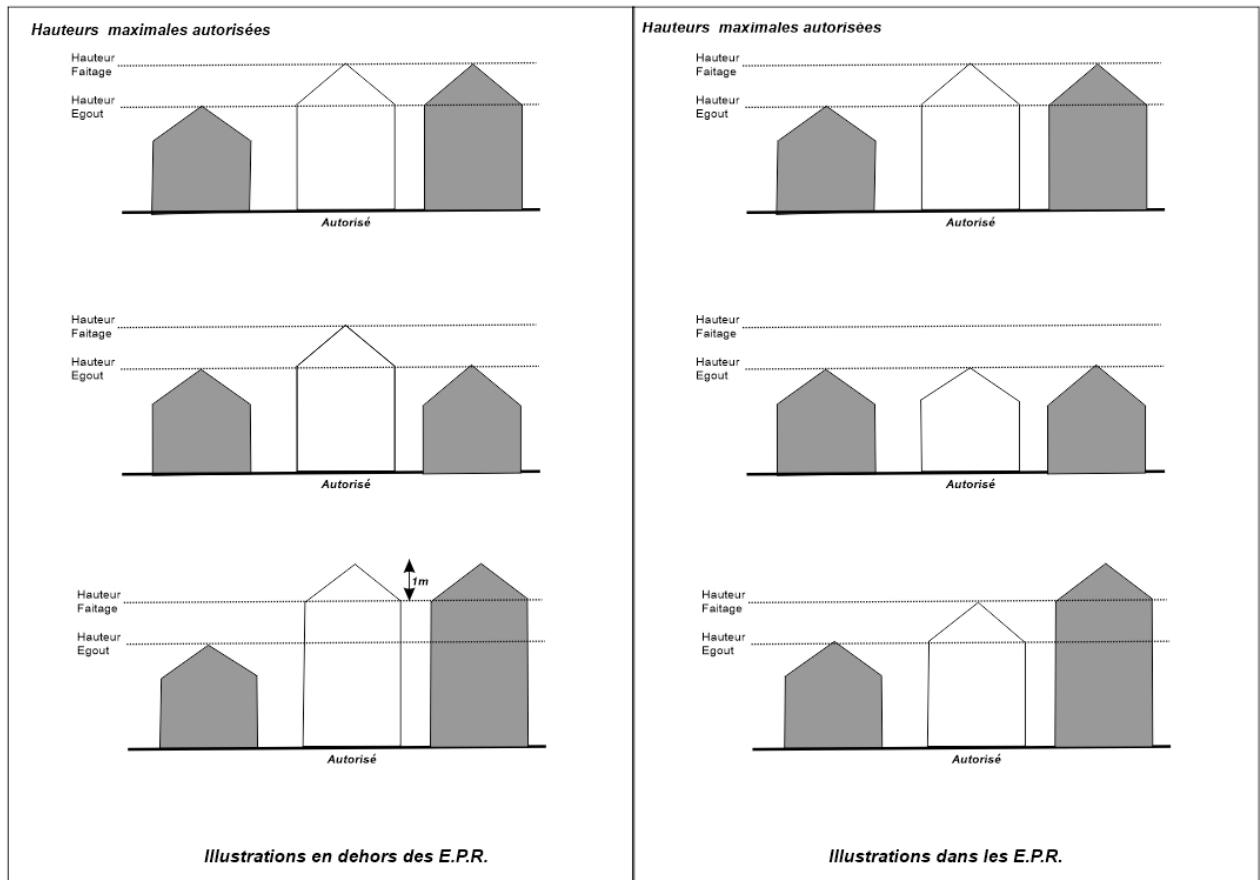 Hauteurs maximales autorisées
Hauteur
Faitage
Hauteur
Egout
Autorisé
Hauteur
Faitage
Hauteur
Egout
Autorisé
1m
Hauteur
Faitage
Hauteur
Egout
Autorisé
Illustrations en dehors des E.P.R.
Hauteurs maximales autorisées
Hauteur
Faitage
Hauteur
Egout
Autorisé
Hauteur
Faitage
Hauteur
Egout
Autorisé
Hauteur
Faitage
Hauteur
Egout
Autorisé
Illustrations dans les E.P.R.